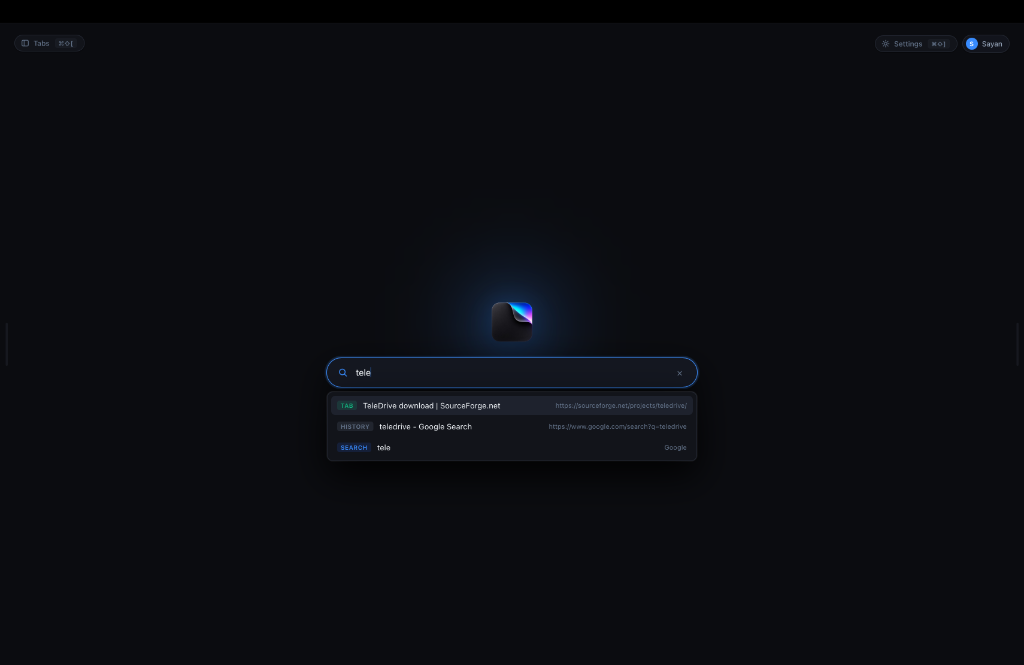 Tabs ⌘⇧[
Settings ⌘⇧]
S Sayan
tele
TAB TeleDrive download | SourceForge.net https://sourceforge.net/projects/teledrive/
HISTORY teledrive - Google Search https://www.google.com/search?q=teledrive
SEARCH tele Google